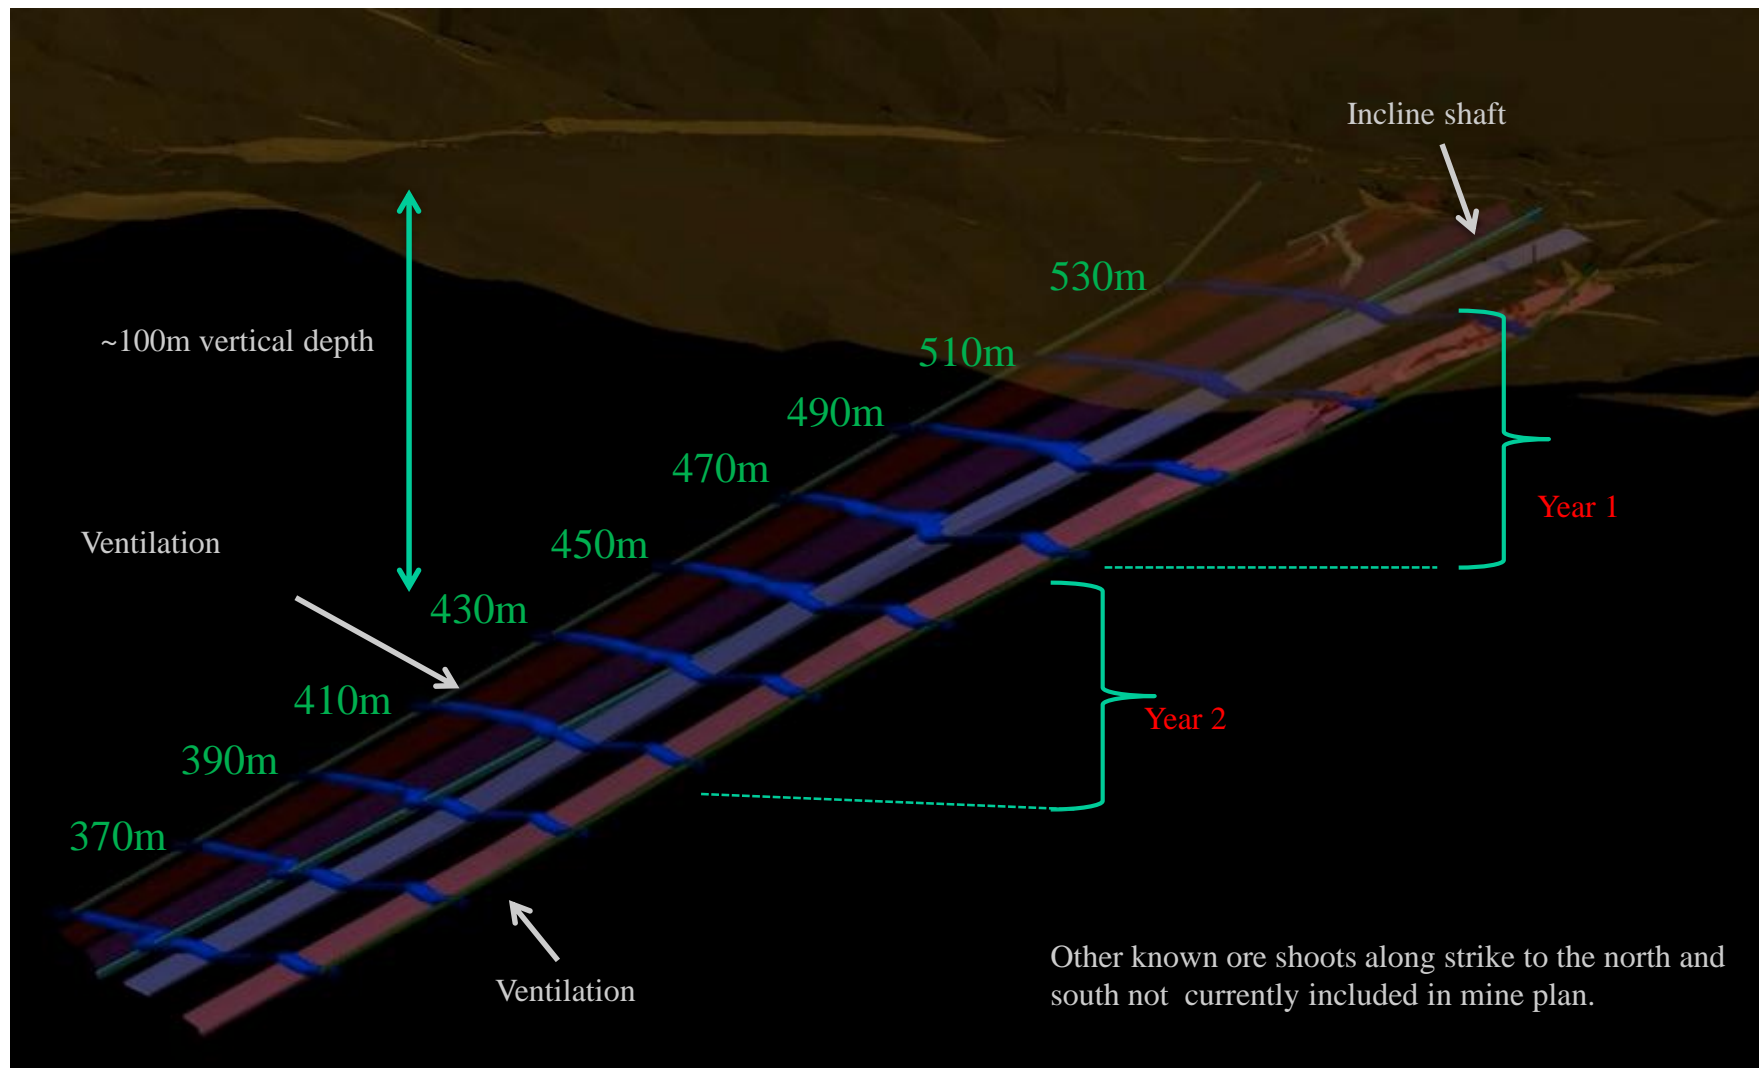 Incline shaft
530m
~100m vertical depth
510m
490m
470m
Year 1
Ventilation
450m
430m
410m
Year 2
390m
370m
Ventilation
Other known ore shoots along strike to the north and
south not currently included in mine plan.